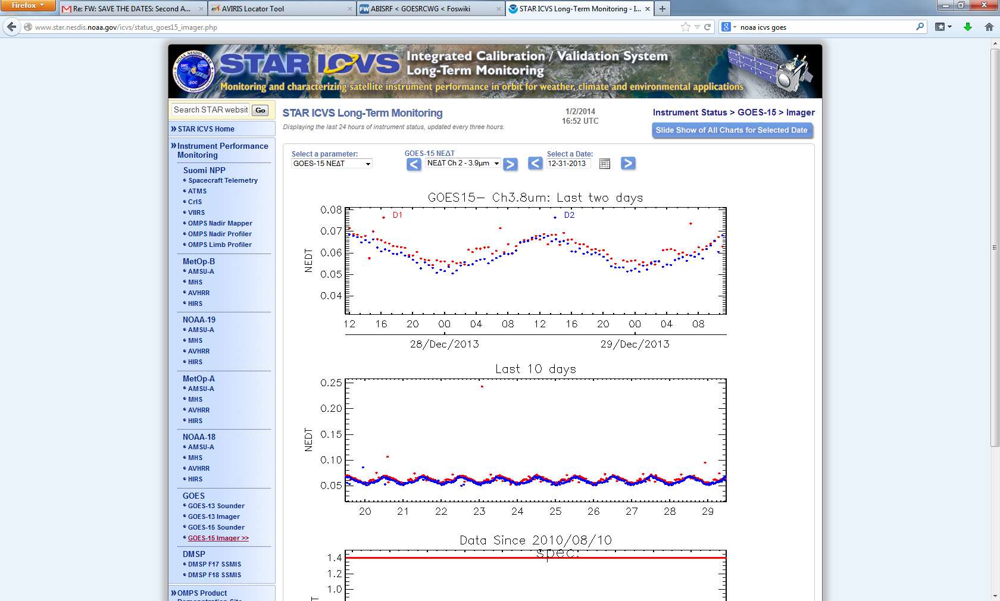 Firefox
Re: FW: SAVE THE DATES: Second A...
AVIRIS Locator Tool
FW ABISRF < GOESRCWG < Foswiki
STAR ICVS Long-Term Monitoring - I...
www.star.nesdis.noaa.gov/icvs/status_goes15_imager.php
noaa icvs goes
STAR ICVS
Integrated Calibration / Validation System
Long-Term Monitoring
Monitoring and characterizing satellite instrument performance in orbit for weather, climate and environmental applications
Search STAR websit
Go
STAR ICVS Home
Instrument Performance
Monitoring
Suomi NPP
Spacecraft Telemetry
ATMS
CrIS
VIIRS
OMPS Nadir Mapper
OMPS Nadir Profiler
OMPS Limb Profiler
MetOp-B
AMSU-A
MHS
AVHRR
HIRS
NOAA-19
AMSU-A
MHS
AVHRR
HIRS
MetOp-A
AMSU-A
MHS
AVHRR
HIRS
NOAA-18
AMSU-A
MHS
AVHRR
HIRS
GOES
GOES-13 Sounder
GOES-13 Imager
GOES-15 Sounder
GOES-15 Imager >>
DMSP
DMSP F17 SSMIS
DMSP F18 SSMIS
OMPS Product
STAR ICVS Long-Term Monitoring
Displaying the last 24 hours of instrument status, updated every three hours.
1/2/2014
16:52 UTC
Instrument Status > GOES-15 > Imager
Slide Show of All Charts for Selected Date
Select a parameter:
GOES-15 NEΔT
GOES-15 NEΔT
< NEΔT Ch 2 - 3.9µm >
Select a Date:
< 12-31-2013 >
GOES15– Ch3.8um: Last two days
D1 D2
NEDT
0.08
0.07
0.06
0.05
0.04
12 16 20 00 04 08 12 16 20 00 04 08
28/Dec/2013 29/Dec/2013
Last 10 days
NEDT
0.25
0.20
0.15
0.10
0.05
20 21 22 23 24 25 26 27 28 29
Data Since 2010/08/10
spec.
1.4
1.2
1.0